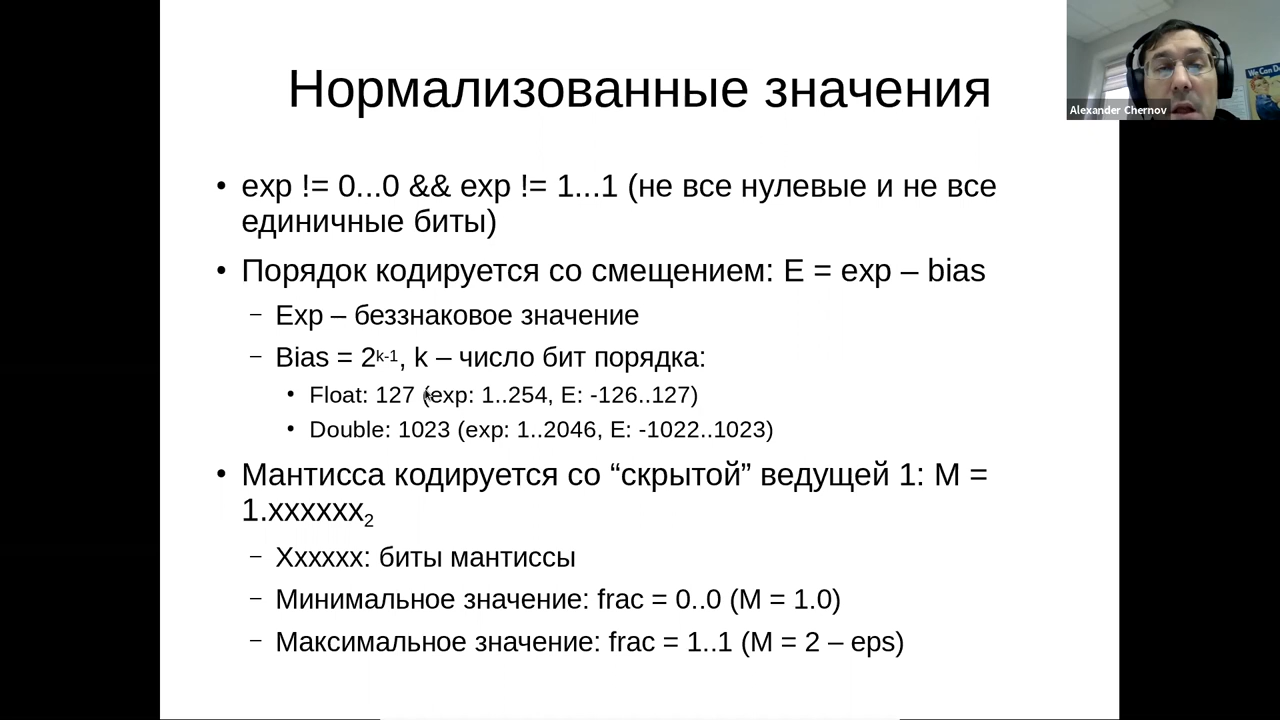 Нормализованные значения
• exp != 0...0 && exp != 1...1 (не все нулевые и не все
единичные биты)
• Порядок кодируется со смещением: E = exp – bias
– Exp – беззнаковое значение
– Bias = 2k-1, k – число бит порядка:
• Float: 127 (exp: 1..254, E: -126..127)
• Double: 1023 (exp: 1..2046, E: -1022..1023)
• Мантисса кодируется со “скрытой” ведущей 1: M =
1.xxxxxx2
– Xxxxxx: биты мантиссы
– Минимальное значение: frac = 0..0 (M = 1.0)
– Максимальное значение: frac = 1..1 (M = 2 – eps)
We Can D
Alexander Chernov